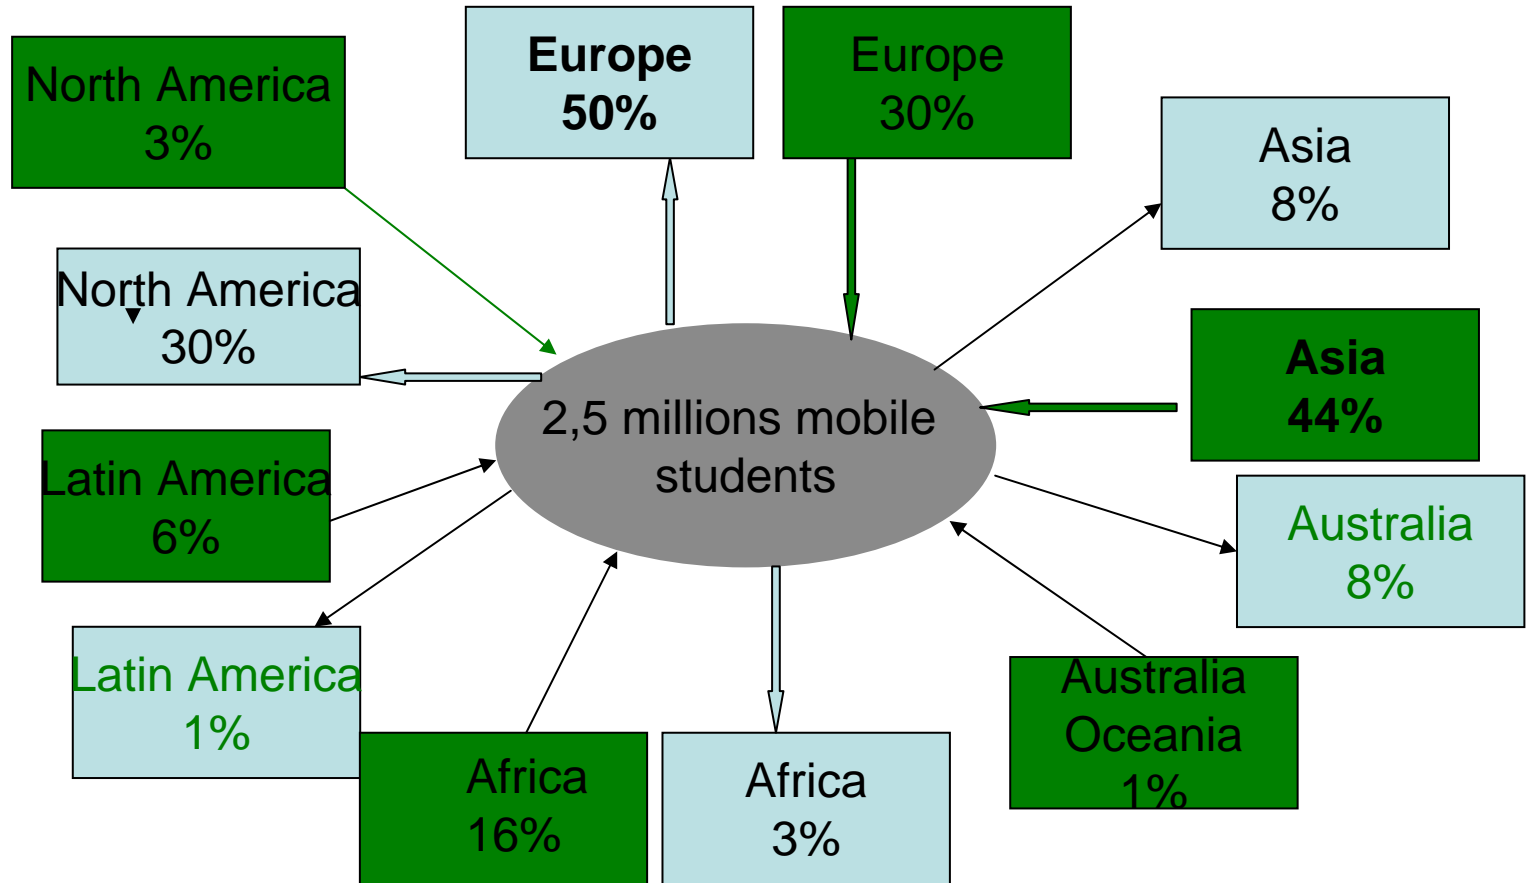 North America
3%
Europe
50%
Europe
30%
Asia
8%
North America
30%
Asia
44%
2,5 millions mobile
students
Latin America
6%
Australia
8%
Latin America
1%
Africa
16%
Africa
3%
Australia
Oceania
1%